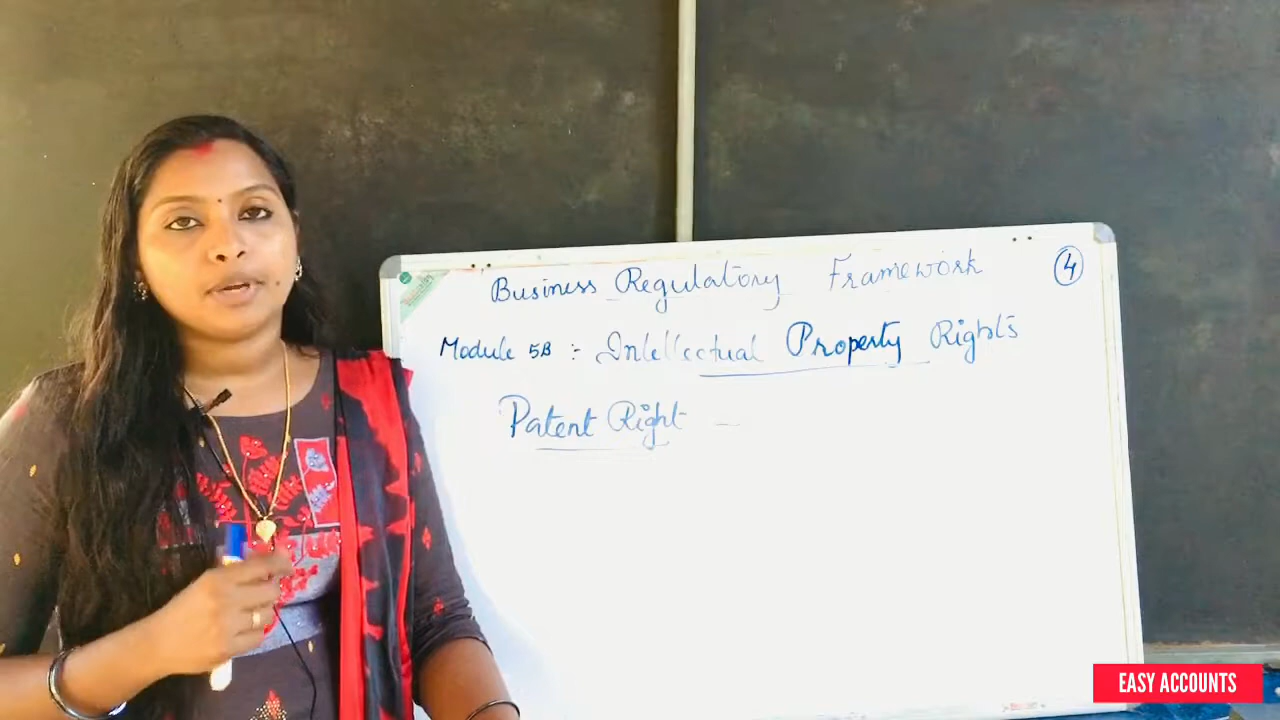 Business Regulatory Framework 4
Module 5B :- Intellectual Property Rights
Patent Right -
EASY ACCOUNTS